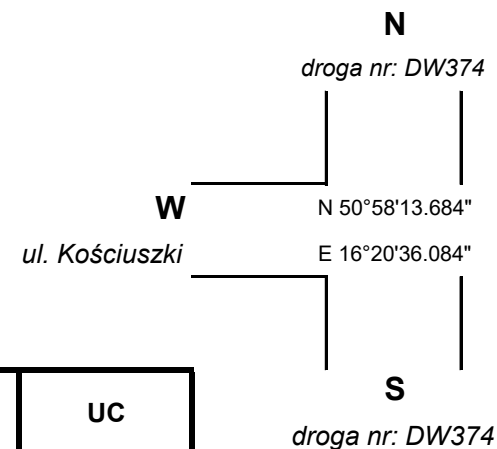 N
droga nr: DW374
W
N 50°58'13.684"
ul. Kościuszki
E 16°20'36.084"
UC
S
droga nr: DW374